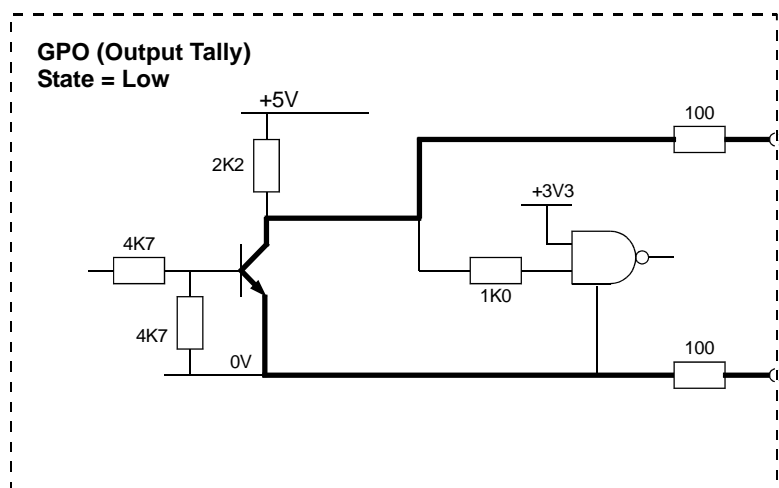 GPO (Output Tally)
State = Low
+5V
100
2K2
+3V3
4K7
1K0
4K7
0V
100